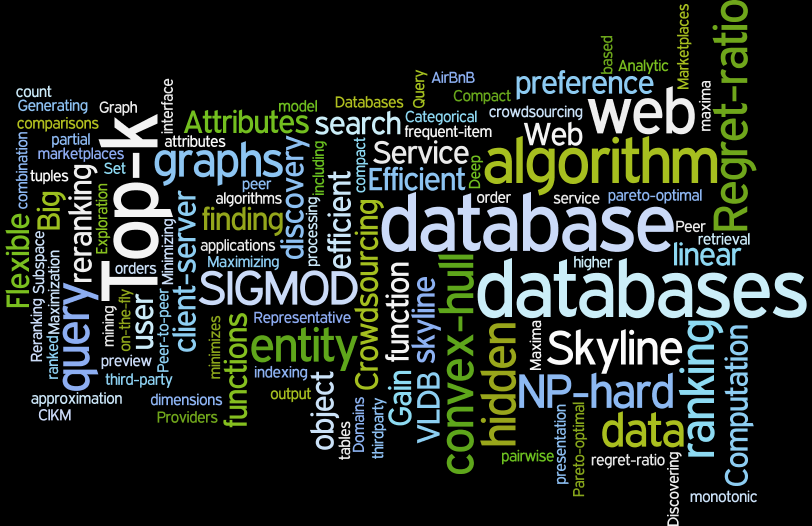 count
Generating
comparisons
partial
marketplaces
combination
tuples
Set
Graph
Top-k
interface
Attributes
model
attributes
graphs
peer
algorithms
finding
discovery
including
processing
Databases
search
Query
AirBnB
Compact
Categorical
frequent-item
crowdsourcing
preference
based
Analytic
Marketplaces
web
Web
maxima
Regret-ratio
Service
compact
Efficient
Deep
algorithm
order
service
pareto-optimal
database
Peer
retrieval
linear
higher
databases
Flexible
Big
reranking
Exploration
Subspace
Reranking
Maximization
ranked
query
mining
on-the-fly
orders
user
Minimizing
Peer-to-peer
client-server
applications
Maximizing
efficient
SIGMOD
Crowdsourcing
Representative
entity
indexing
output
minimizes
functions
preview
third-party
approximation
CIKM
dimensions
Providers
object
tables
Domains
thirdparty
function
Gain
skyline
VLDB
convex-hull
hidden
Maxima
Skyline
NP-hard
data
ranking
Computation
pairwise
presentation
Pareto-optimal
regret-ratio
Discovering
monotonic